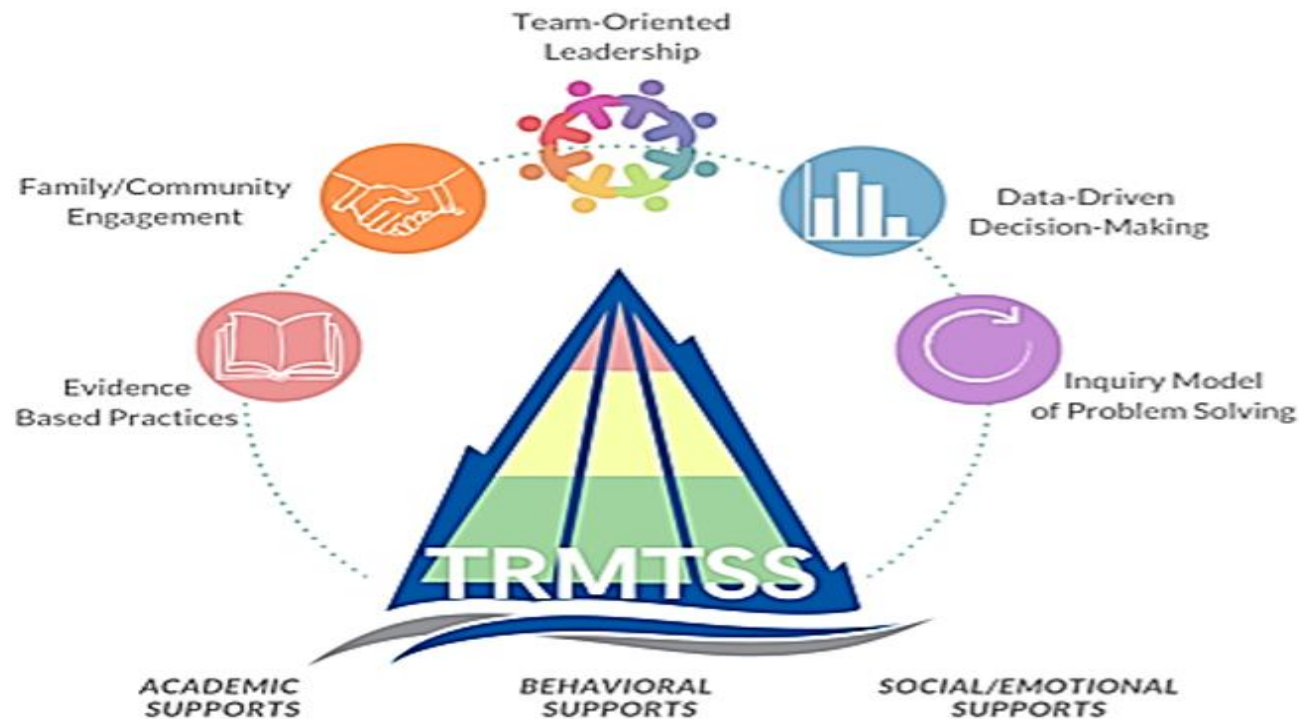 Team-Oriented
Leadership
Family/Community
Engagement
Data-Driven
Decision-Making
Evidence
Based Practices
Inquiry Model
of Problem Solving
TRMTSS
ACADEMIC
SUPPORTS
BEHAVIORAL
SUPPORTS
SOCIAL/EMOTIONAL
SUPPORTS